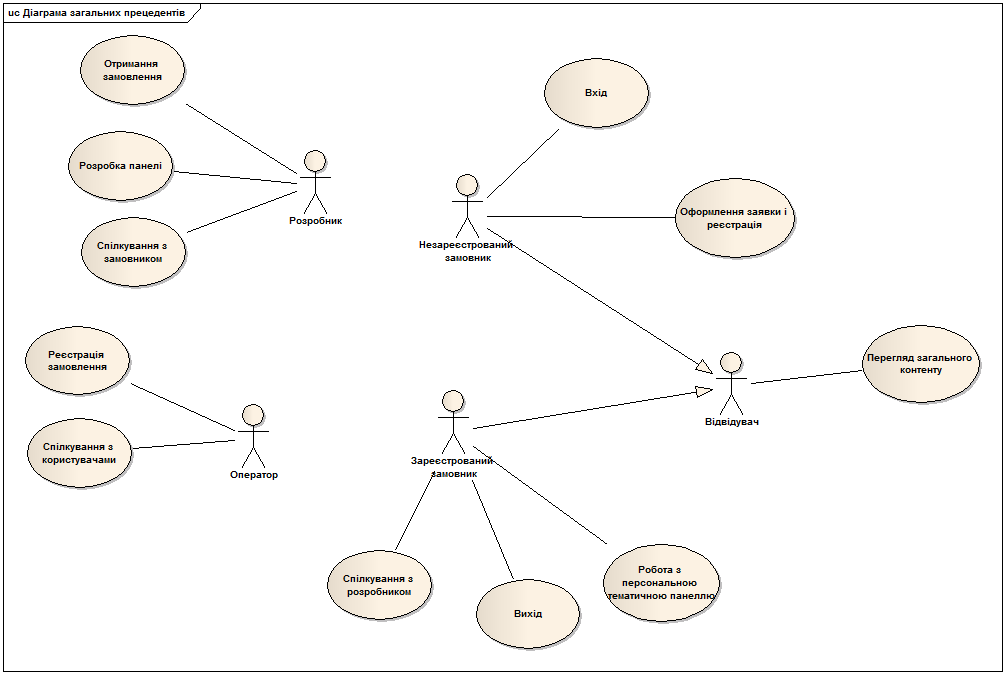 uc Діаграма загальних прецедентів
Отримання
замовлення
Розробка панелі
Спілкування з
замовником
Розробник
Вхід
Оформлення заявки і
реєстрація
Незареєстрований
замовник
Перегляд загального
контенту
Відвідувач
Реєстрація
замовлення
Спілкування з
користувачами
Оператор
Зареєстрований
замовник
Спілкування з
розробником
Вихід
Робота з
персональною
тематичною панеллю